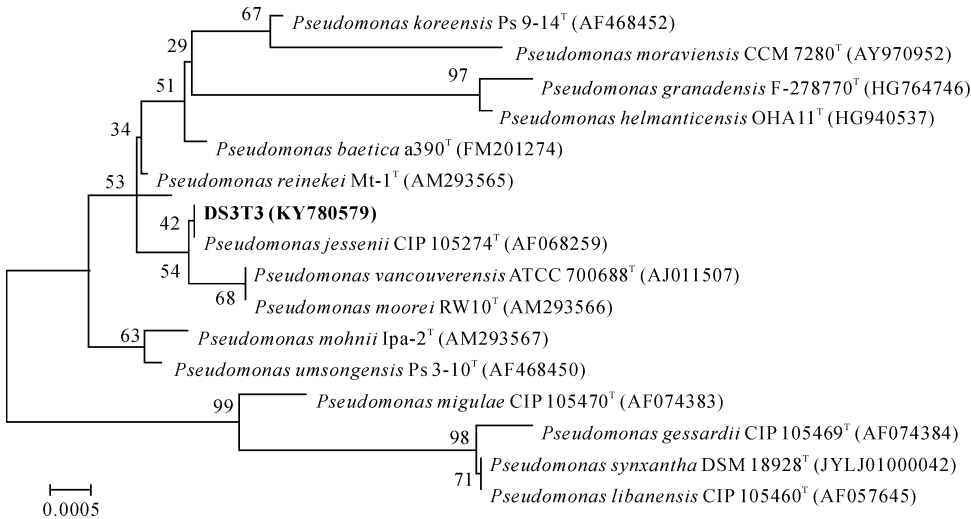 67
Pseudomonas koreensis Ps 9-14ᵀ (AF468452)
29
Pseudomonas moraviensis CCM 7280ᵀ (AY970952)
97
51
Pseudomonas granadensis F-278770ᵀ (HG764746)
Pseudomonas helmanticensis OHA11ᵀ (HG940537)
34
Pseudomonas baetica a390ᵀ (FM201274)
53
Pseudomonas reinekei Mt-1ᵀ (AM293565)
42
DS3T3 (KY780579)
Pseudomonas jessenii CIP 105274ᵀ (AF068259)
54
Pseudomonas vancouverensis ATCC 700688ᵀ (AJ011507)
68
Pseudomonas moorei RW10ᵀ (AM293566)
63
Pseudomonas mohnii Ipa-2ᵀ (AM293567)
Pseudomonas umsongensis Ps 3-10ᵀ (AF468450)
99
Pseudomonas migulae CIP 105470ᵀ (AF074383)
98
Pseudomonas gessardii CIP 105469ᵀ (AF074384)
71
Pseudomonas synxantha DSM 18928ᵀ (JYLJ01000042)
Pseudomonas libanensis CIP 105460ᵀ (AF057645)
0.0005